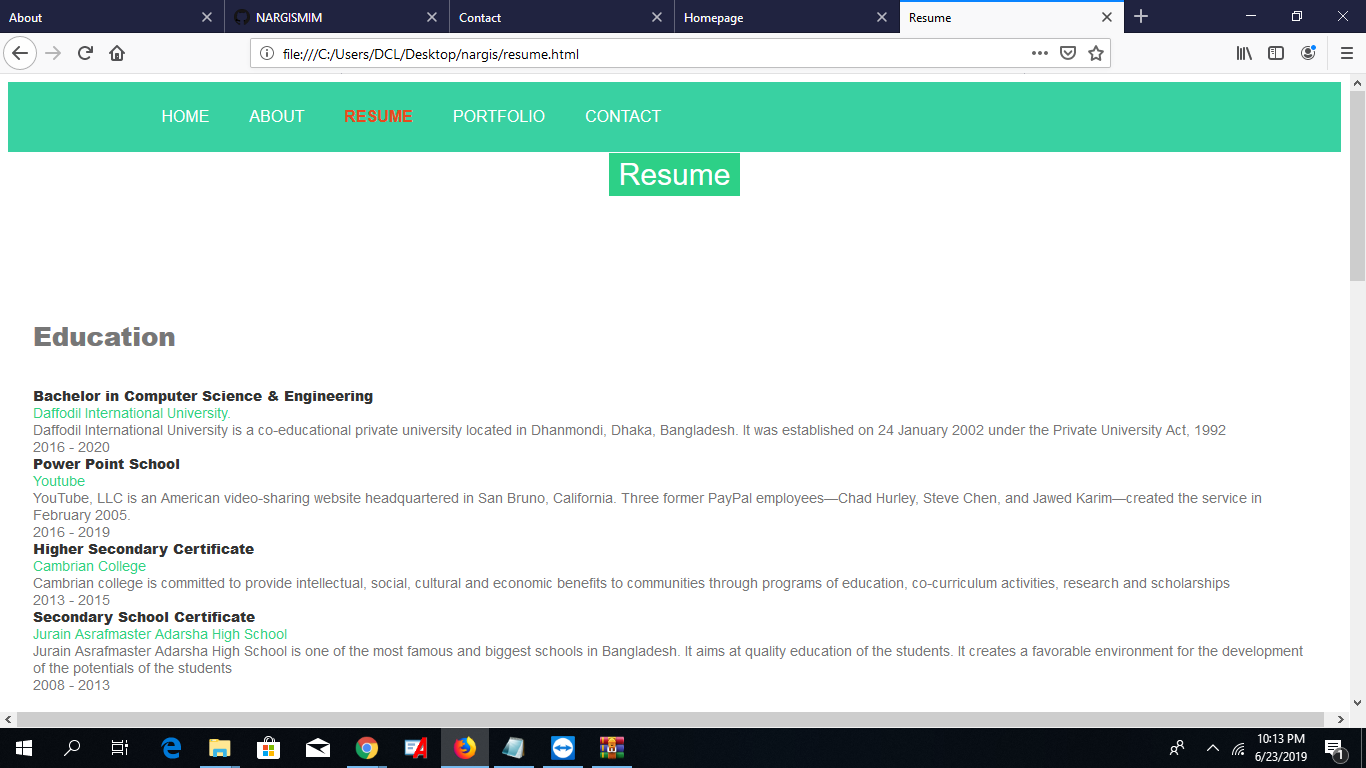 About
NARGISMIM
Contact
Homepage
Resume
file:///C:/Users/DCL/Desktop/nargis/resume.html
HOME ABOUT RESUME PORTFOLIO CONTACT
Resume
Education
Bachelor in Computer Science & Engineering
Daffodil International University.
Daffodil International University is a co-educational private university located in Dhanmondi, Dhaka, Bangladesh. It was established on 24 January 2002 under the Private University Act, 1992
2016 - 2020
Power Point School
Youtube
YouTube, LLC is an American video-sharing website headquartered in San Bruno, California. Three former PayPal employees—Chad Hurley, Steve Chen, and Jawed Karim—created the service in
February 2005.
2016 - 2019
Higher Secondary Certificate
Cambrian College
Cambrian college is committed to provide intellectual, social, cultural and economic benefits to communities through programs of education, co-curriculum activities, research and scholarships
2013 - 2015
Secondary School Certificate
Jurain Asrafmaster Adarsha High School
Jurain Asrafmaster Adarsha High School is one of the most famous and biggest schools in Bangladesh. It aims at quality education of the students. It creates a favorable environment for the development
of the potentials of the students
2008 - 2013
10:13 PM
6/23/2019
1